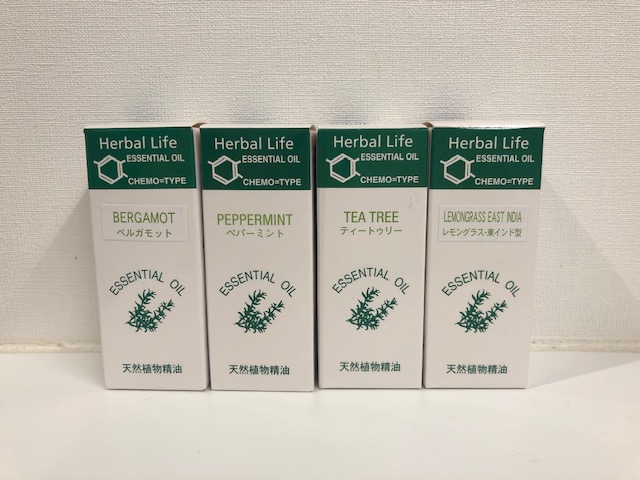 Herbal Life
ESSENTIAL OIL
CHEMO=TYPE
BERGAMOT
ベルガモット
ESSENTIAL OIL
天然植物精油
Herbal Life
ESSENTIAL OIL
CHEMO=TYPE
PEPPERMINT
ペパーミント
ESSENTIAL OIL
天然植物精油
Herbal Life
ESSENTIAL OIL
CHEMO=TYPE
TEA TREE
ティートゥリー
ESSENTIAL OIL
天然植物精油
Herbal Life
ESSENTIAL OIL
CHEMO=TYPE
LEMONGRASS EAST INDIA
レモングラス・東インド型
ESSENTIAL OIL
天然植物精油